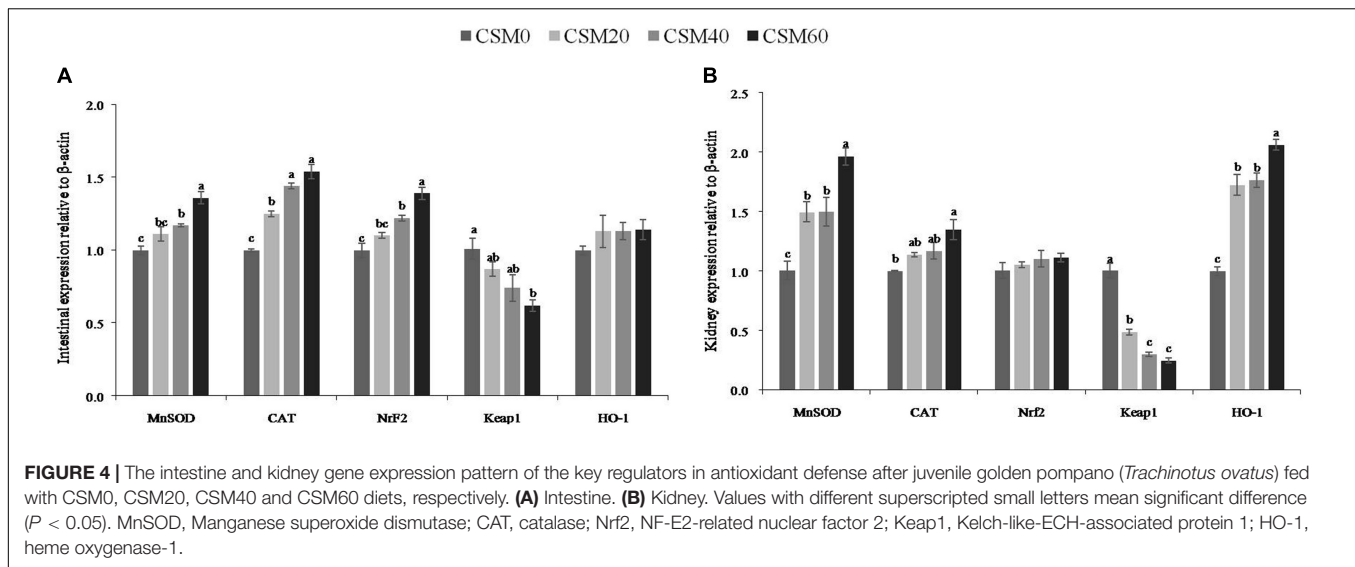 CSM0 CSM20 CSM40 CSM60
A
Intestinal expression relative to β-actin
2.0
1.5
1.0
0.5
0.0
c bc b a
c b a a
c bc b a
a ab ab b
MnSOD CAT NrF2 Keap1 HO-1
B
Kidney expression relative to β-actin
2.5
2.0
1.5
1.0
0.5
0.0
c b b a
b ab ab a
a b c c
c b b a
MnSOD CAT Nrf2 Keap1 HO-1
FIGURE 4 | The intestine and kidney gene expression pattern of the key regulators in antioxidant defense after juvenile golden pompano (Trachinotus ovatus) fed
with CSM0, CSM20, CSM40 and CSM60 diets, respectively. (A) Intestine. (B) Kidney. Values with different superscripted small letters mean significant difference
(P < 0.05). MnSOD, Manganese superoxide dismutase; CAT, catalase; Nrf2, NF-E2-related nuclear factor 2; Keap1, Kelch-like-ECH-associated protein 1; HO-1,
heme oxygenase-1.